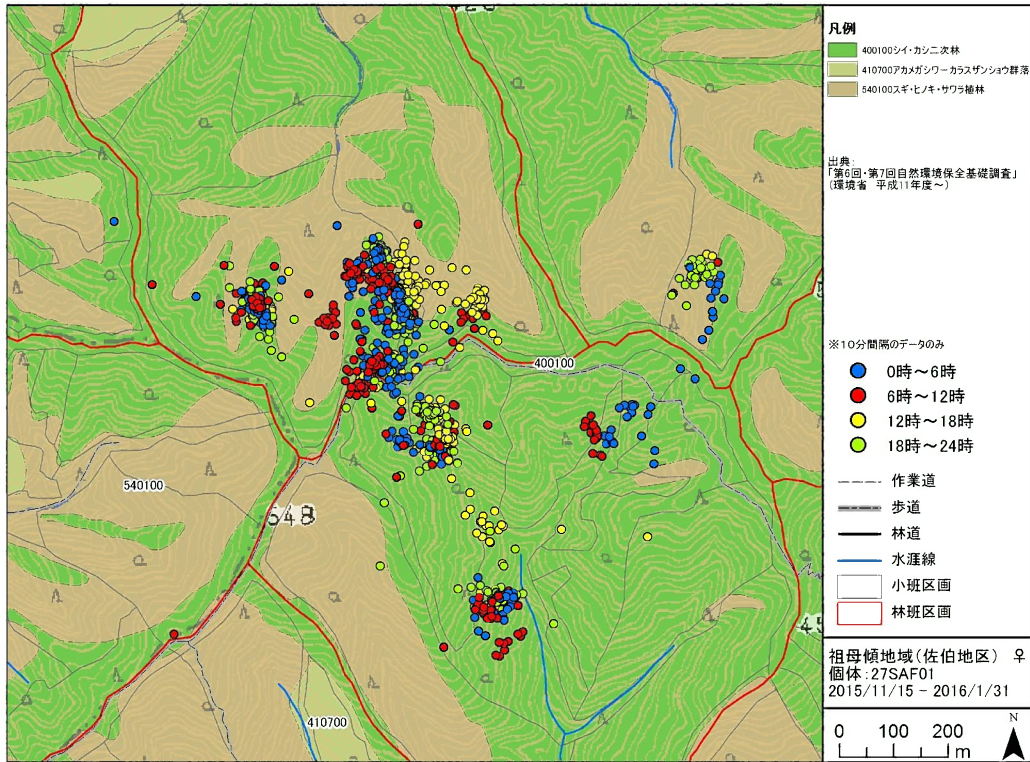 凡例
400100シイ・カシ二次林
410700アカメガシワーカラスザンショウ群落
540100スギ・ヒノキ・サワラ植林
出典:
「第6回・第7回自然環境保全基礎調査」
(環境省 平成11年度～)
※10分間隔のデータのみ
0時～6時
6時～12時
12時～18時
18時～24時
作業道
歩道
林道
水涯線
小班区画
林班区画
祖母傾地域(佐伯地区) ♀
個体:27SAF01
2015/11/15 - 2016/1/31
0 100 200
m
N
400100
540100
548
410700